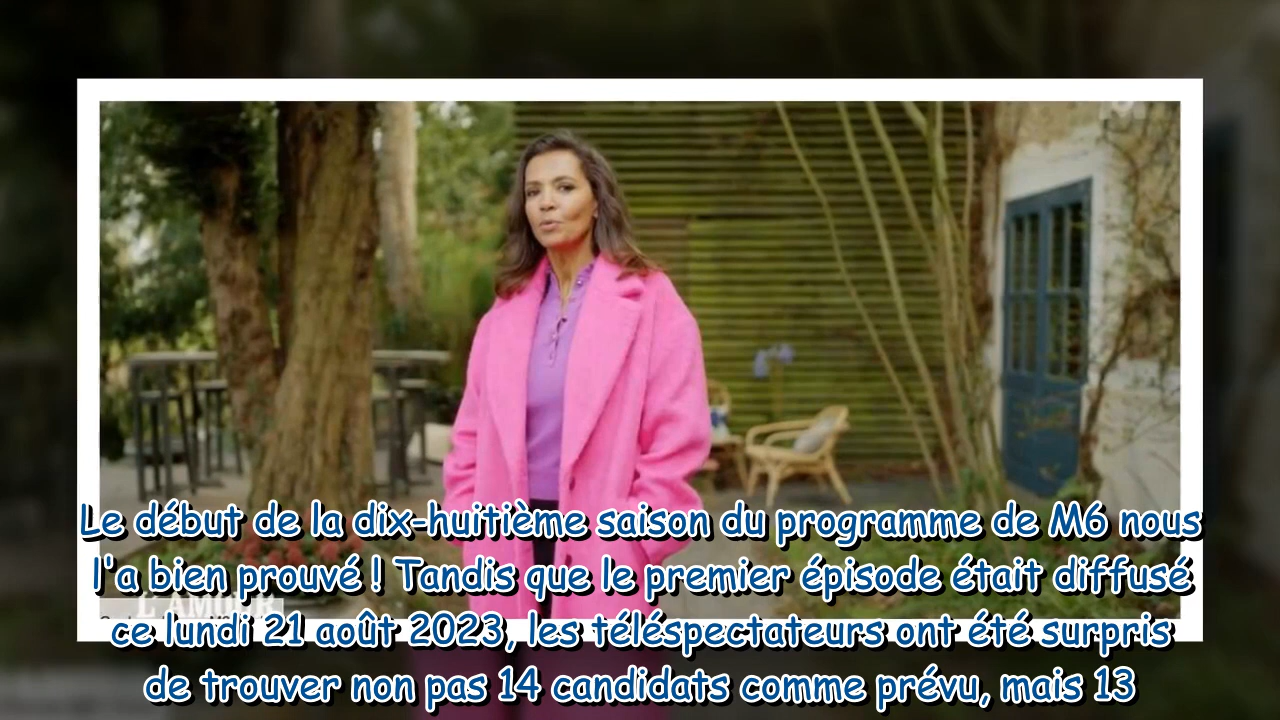 Le début de la dix-huitième saison du programme de M6 nous
l'a bien prouvé ! Tandis que le premier épisode était diffusé
L'AMOUR
ce lundi 21 août 2023, les téléspectateurs ont été surpris
de trouver non pas 14 candidats comme prévu, mais 13